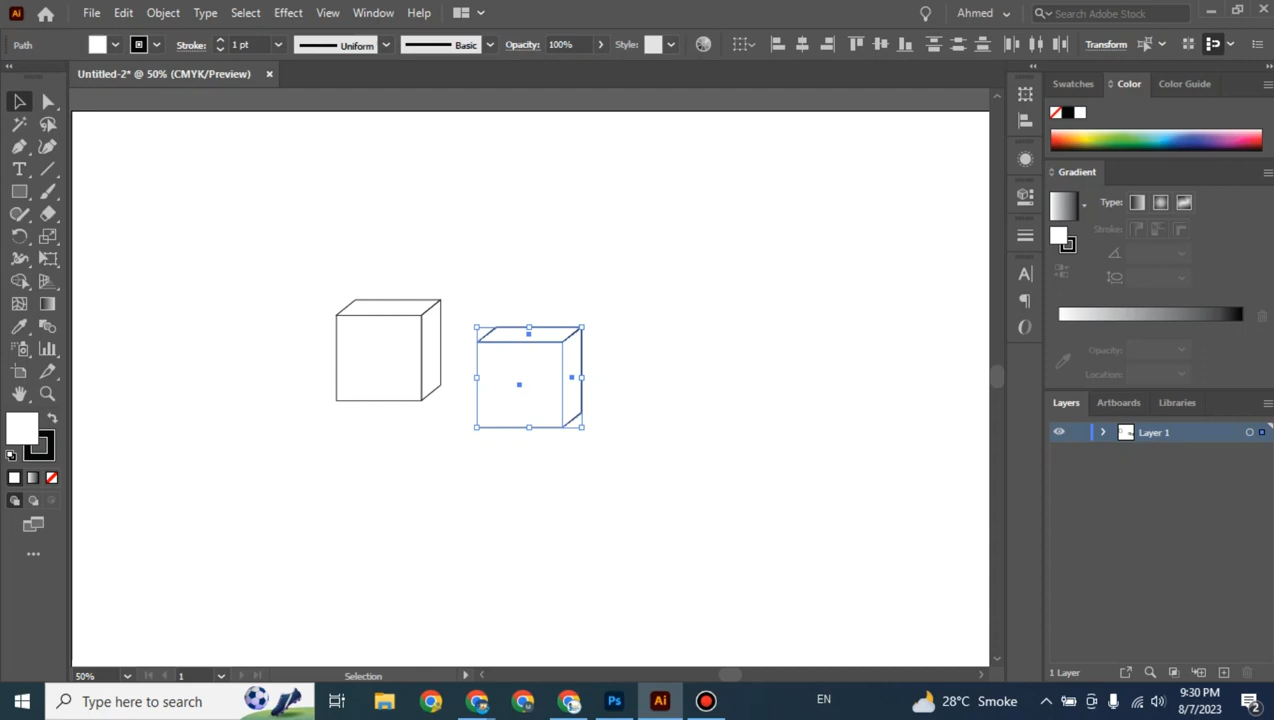 Ai File Edit Object Type Select Effect View Window Help Ahmed Search Adobe Stock
Path Stroke: 1 pt Uniform Basic Opacity: 100% Style: Transform
Untitled-2* @ 50% (CMYK/Preview)
Swatches Color Color Guide
Gradient
Type:
Stroke:
Opacity:
Location:
Layers Artboards Libraries
Layer 1
50% 1 Selection 1 Layer
Type here to search Ps Ai EN 28°C Smoke 9:30 PM
8/7/2023 2